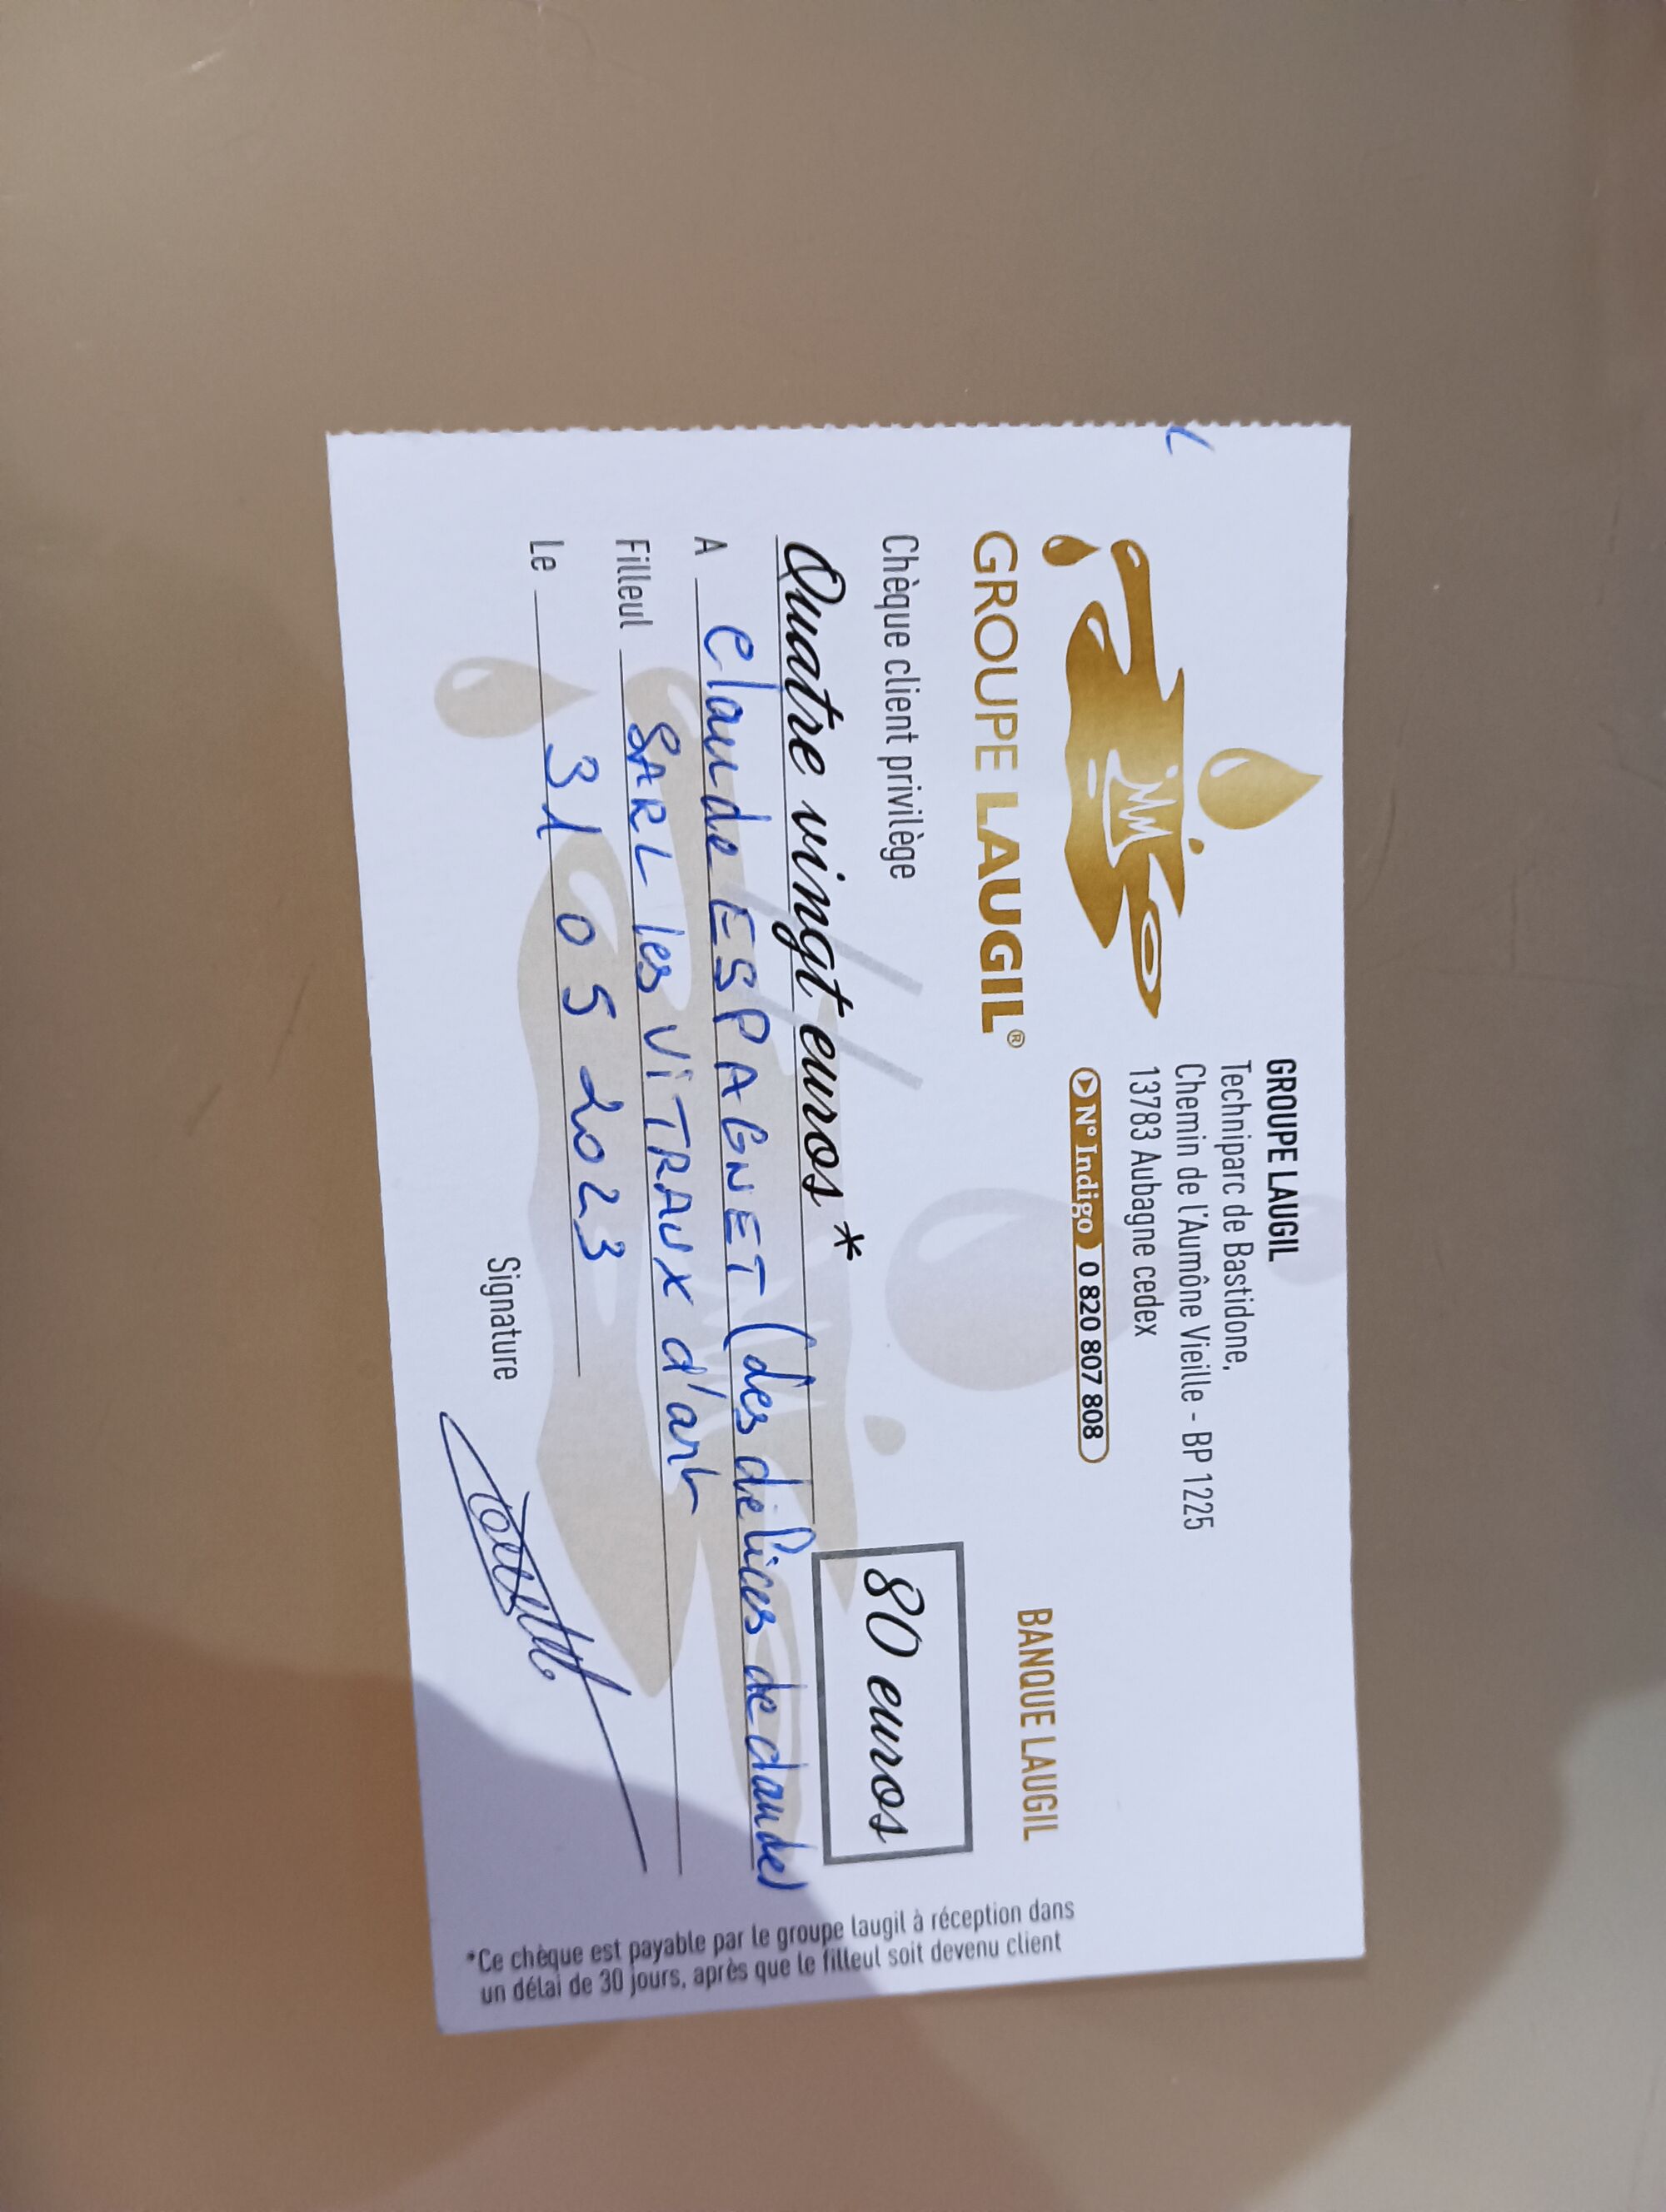 GROUPE LAUGIL®
GROUPE LAUGIL
Techniparc de Bastidone,
Chemin de l'Aumône Vieille - BP 1225
13783 Aubagne cedex
N° Indigo 0 820 807 808
BANQUE LAUGIL
Chèque client privilège
80 euros
Quatre vingt euros*
A Claude ESPAGNET (des délices de claude)
Filleul SARL les ViTRAUX d'art
Le 31 05 2023
Signature
*Ce chèque est payable par le groupe laugil à réception dans
un délai de 30 jours, après que le filleul soit devenu client